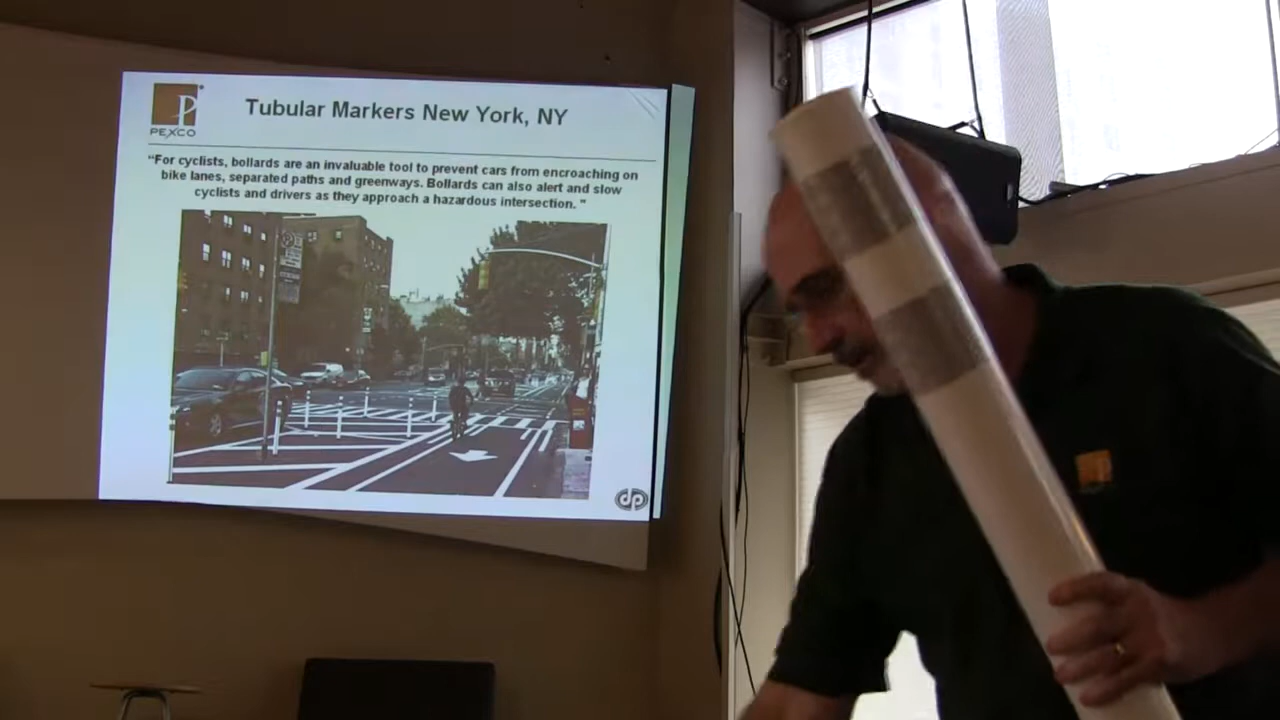 PEXCO
Tubular Markers New York, NY
"For cyclists, bollards are an invaluable tool to prevent cars from encroaching on
bike lanes, separated paths and greenways. Bollards can also alert and slow
cyclists and drivers as they approach a hazardous intersection. "
dp